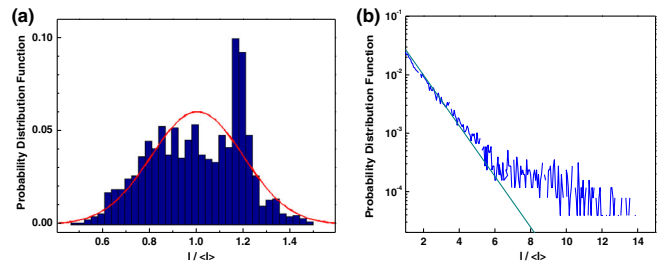 (a)
Probability Distribution Function
0.10
0.05
0.00
0.6 0.8 1.0 1.2 1.4
I / <I>
(b)
Probability Distribution Function
10⁻¹
10⁻²
10⁻³
10⁻⁴
2 4 6 8 10 12 14
I / <I>